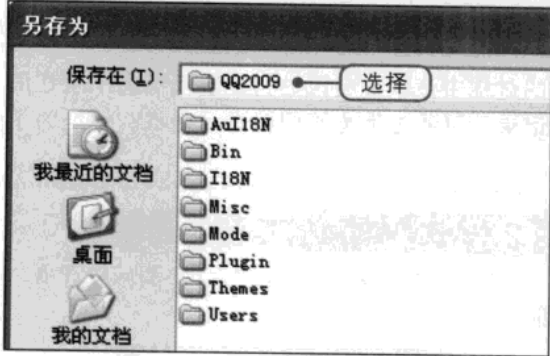 另存为
保存在(I):
QQ2009
选择
AuI18N
Bin
I18N
Misc
Mode
Plugin
Themes
Users
我最近的文档
桌面
我的文档